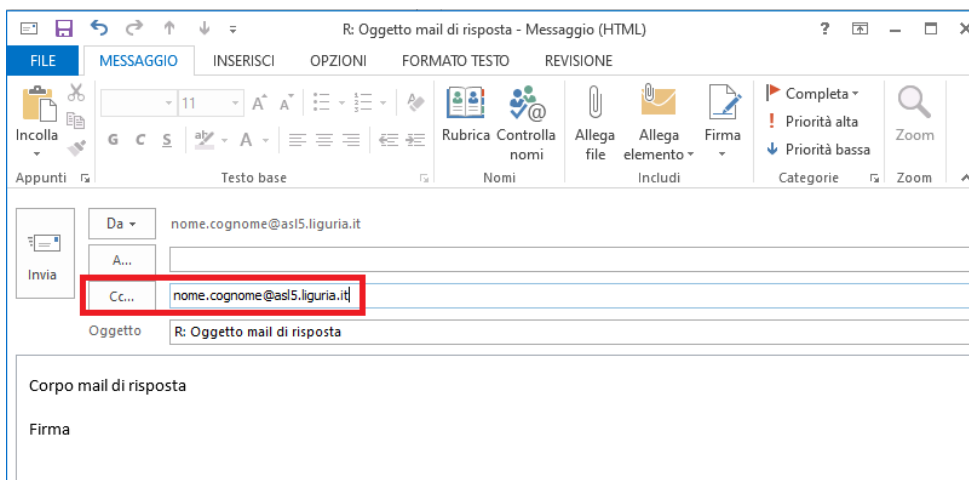 R: Oggetto mail di risposta - Messaggio (HTML) ?
FILE MESSAGGIO INSERISCI OPZIONI FORMATO TESTO REVISIONE
Incolla
11 A A
G C S ab A
Rubrica Controlla nomi
Allega file Allega elemento Firma
Completa
Priorità alta
Priorità bassa
Zoom
Appunti Testo base Nomi Includi Categorie Zoom
Invia
Da nome.cognome@asl5.liguria.it
A...
Cc... nome.cognome@asl5.liguria.it
Oggetto R: Oggetto mail di risposta
Corpo mail di risposta
Firma